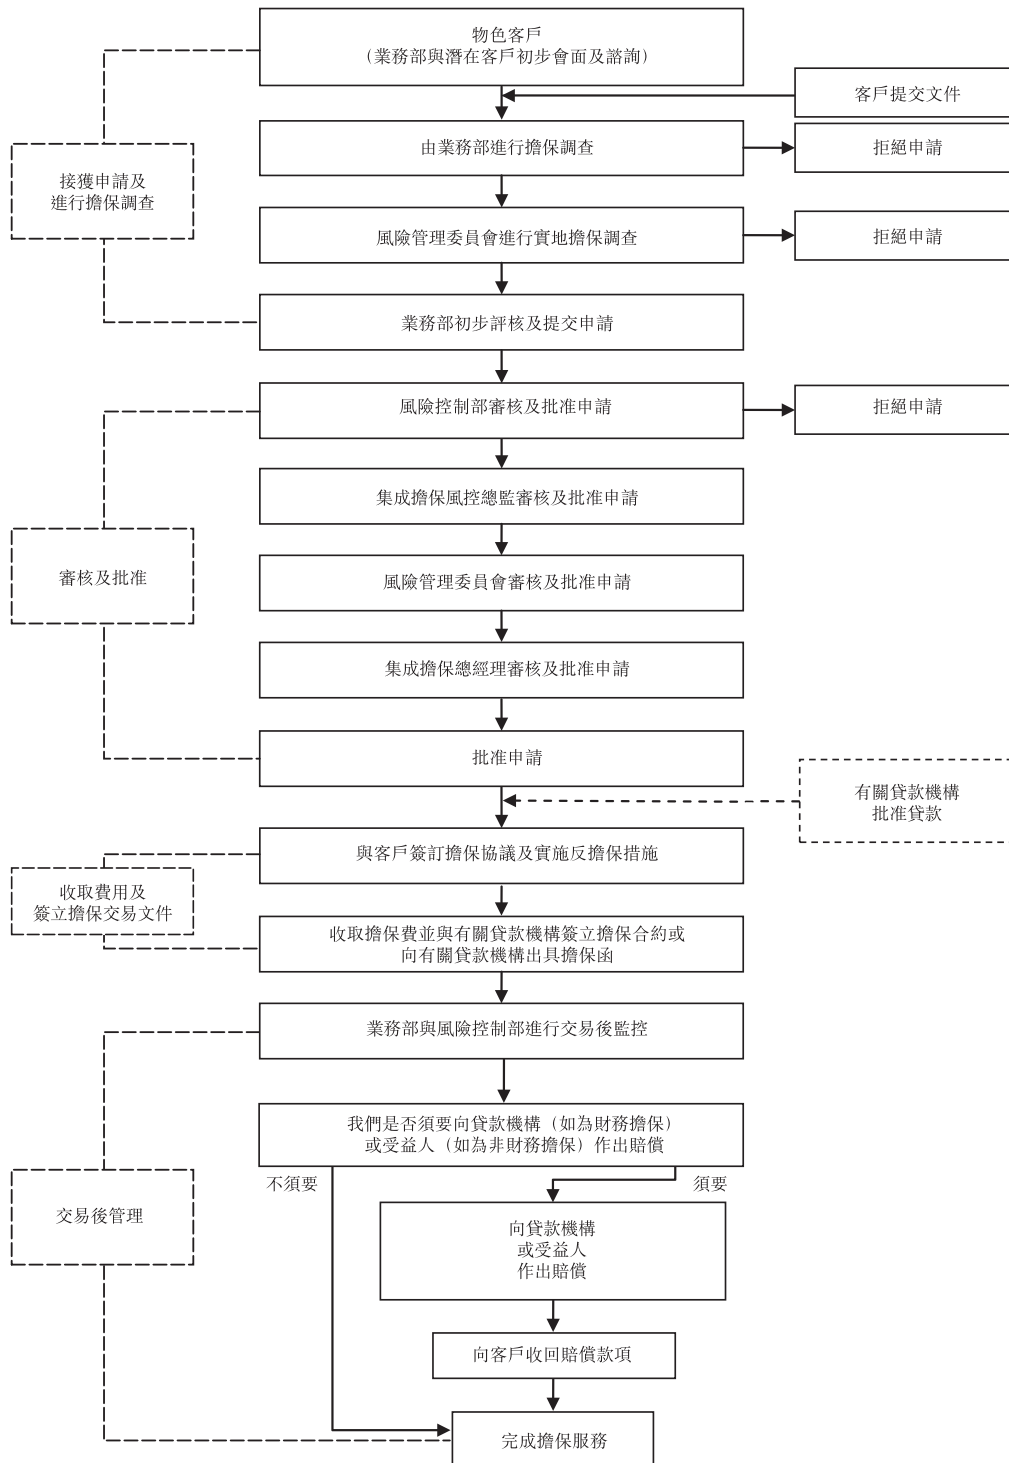 物色客戶
（業務部與潛在客戶初步會面及諮詢）
客戶提交文件
由業務部進行擔保調查
拒絕申請
接獲申請及
進行擔保調查
風險管理委員會進行實地擔保調查
拒絕申請
業務部初步評核及提交申請
風險控制部審核及批准申請
拒絕申請
集成擔保風控總監審核及批准申請
審核及批准
風險管理委員會審核及批准申請
集成擔保總經理審核及批准申請
批准申請
有關貸款機構
批准貸款
與客戶簽訂擔保協議及實施反擔保措施
收取費用及
簽立擔保交易文件
收取擔保費並與有關貸款機構簽立擔保合約或
向有關貸款機構出具擔保函
業務部與風險控制部進行交易後監控
我們是否須要向貸款機構（如為財務擔保）
或受益人（如為非財務擔保）作出賠償
不須要
須要
交易後管理
向貸款機構
或受益人
作出賠償
向客戶收回賠償款項
完成擔保服務